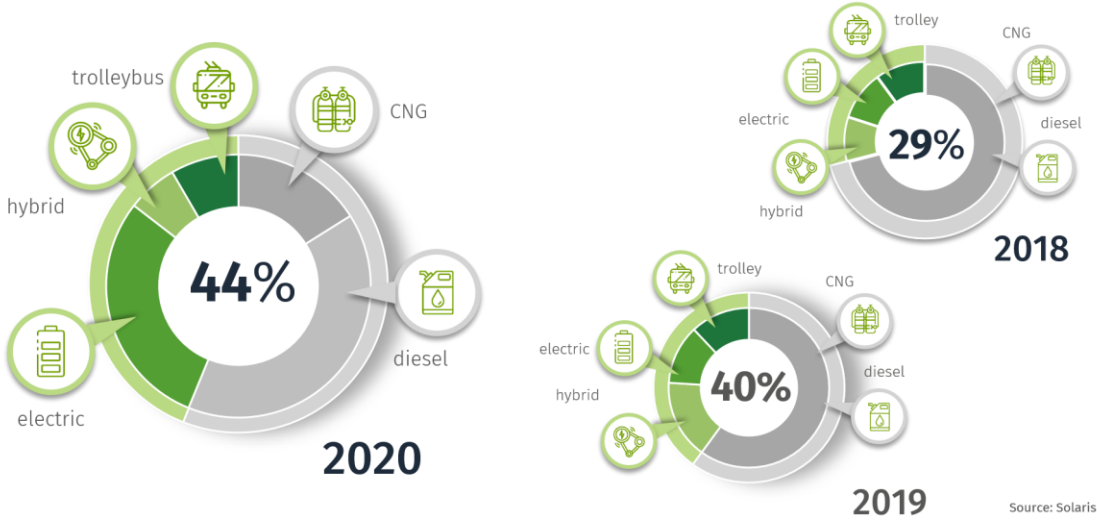 trolleybus
CNG
hybrid
44%
diesel
electric
2020
trolley
CNG
electric
diesel
29%
hybrid
2018
trolley
CNG
electric
diesel
hybrid
40%
2019
Source: Solaris